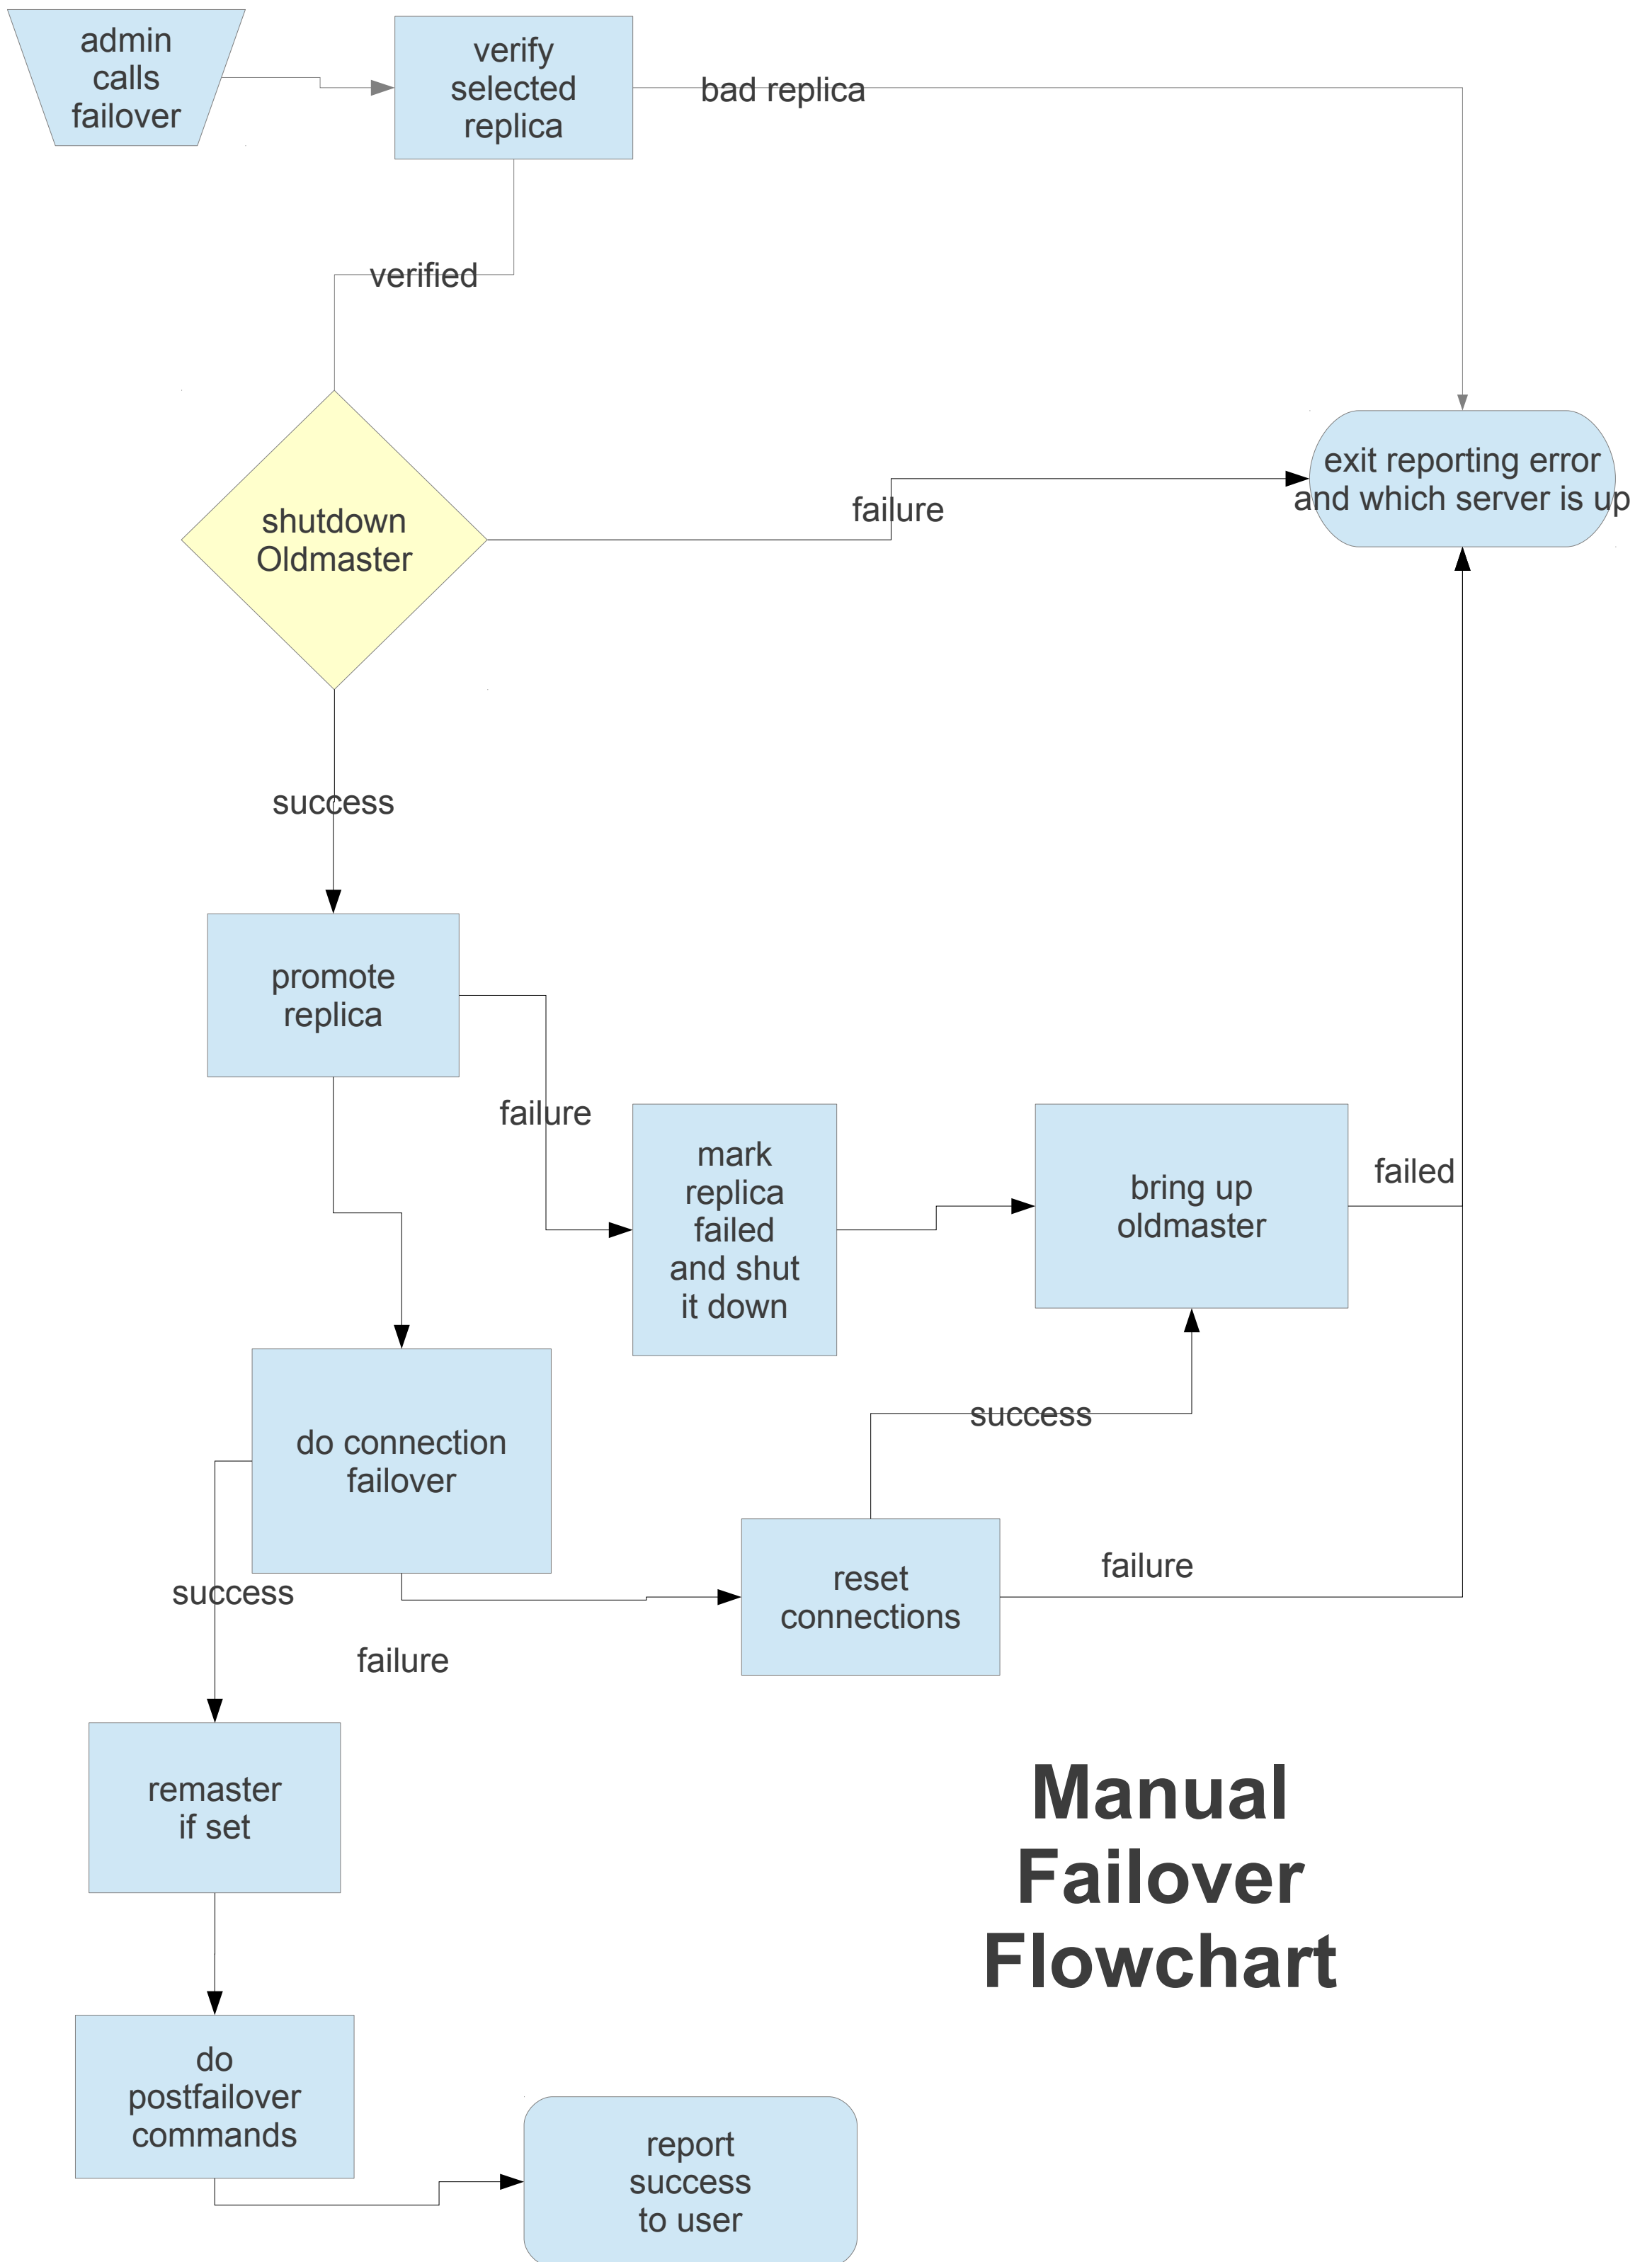 admin
calls
failover
verify
selected
replica
bad replica
verified
exit reporting error
and which server is up
shutdown
Oldmaster
failure
success
promote
replica
failure
mark
replica
failed
and shut
it down
bring up
oldmaster
failed
success
do connection
failover
reset
connections
failure
success
failure
remaster
if set
Manual
Failover
Flowchart
do
postfailover
commands
report
success
to user